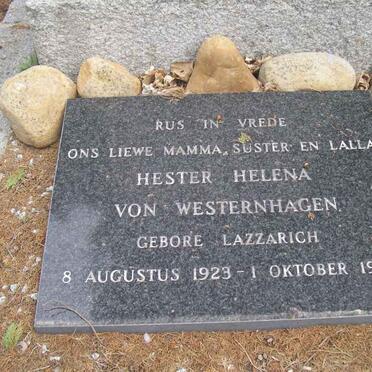 RUS IN VREDE
ONS LIEWE MAMMA, SUSTER EN LALLA
HESTER HELENA
VON WESTERNHAGEN
GEBORE LAZZARICH
8 AUGUSTUS 1923 - 1 OKTOBER